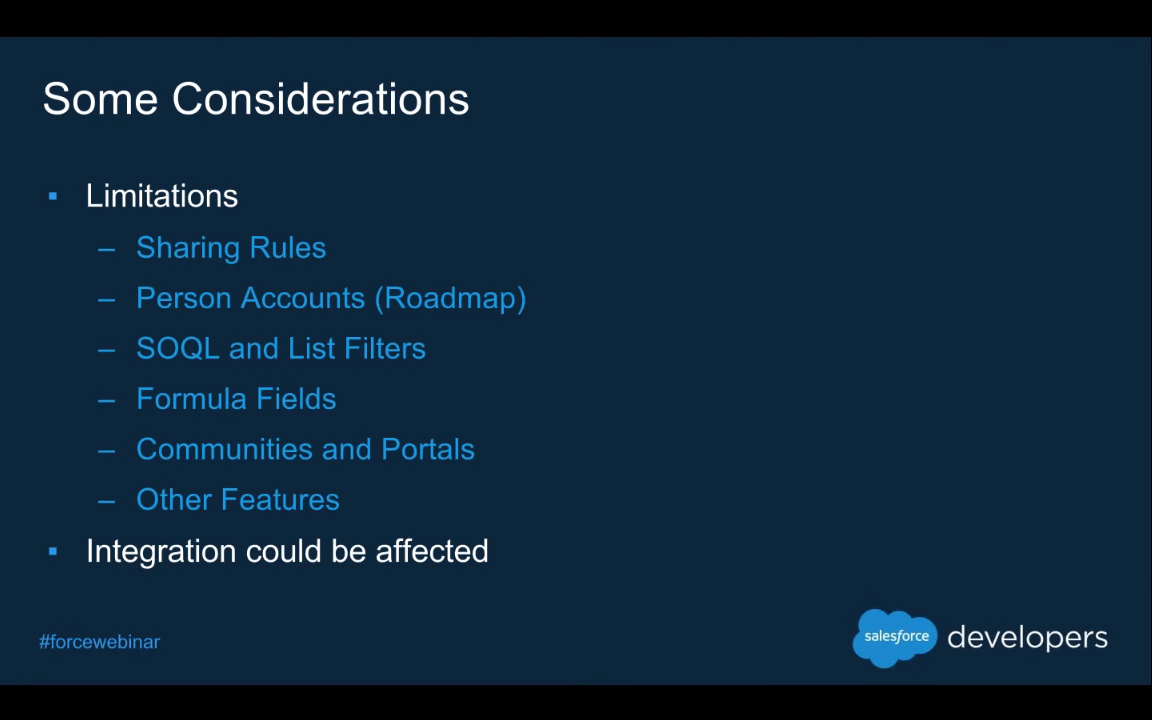 Some Considerations
▪ Limitations
– Sharing Rules
– Person Accounts (Roadmap)
– SOQL and List Filters
– Formula Fields
– Communities and Portals
– Other Features
▪ Integration could be affected
#forcewebinar
salesforce developers